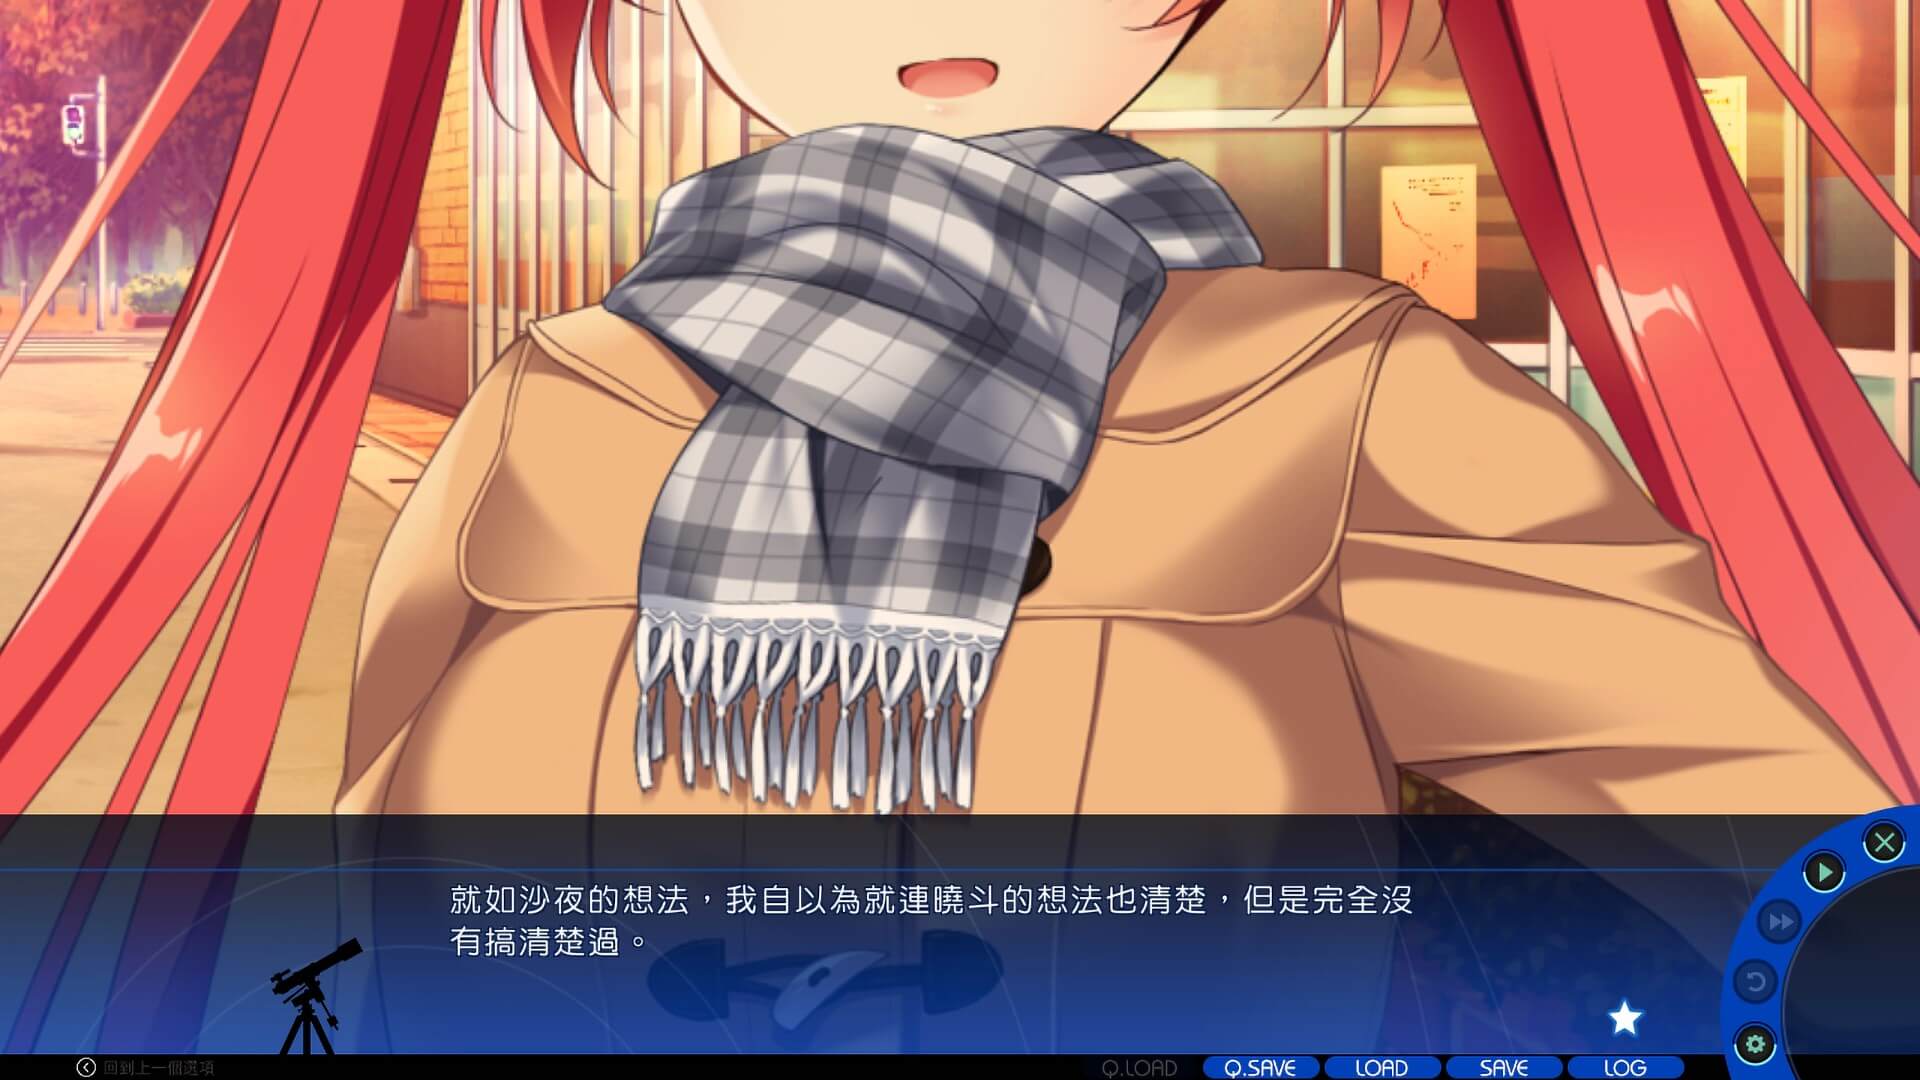 就如沙夜的想法，我自以為就連曉斗的想法也清楚，但是完全沒
有搞清楚過。
回到上一個選項
Q.LOAD
Q.SAVE
LOAD
SAVE
LOG